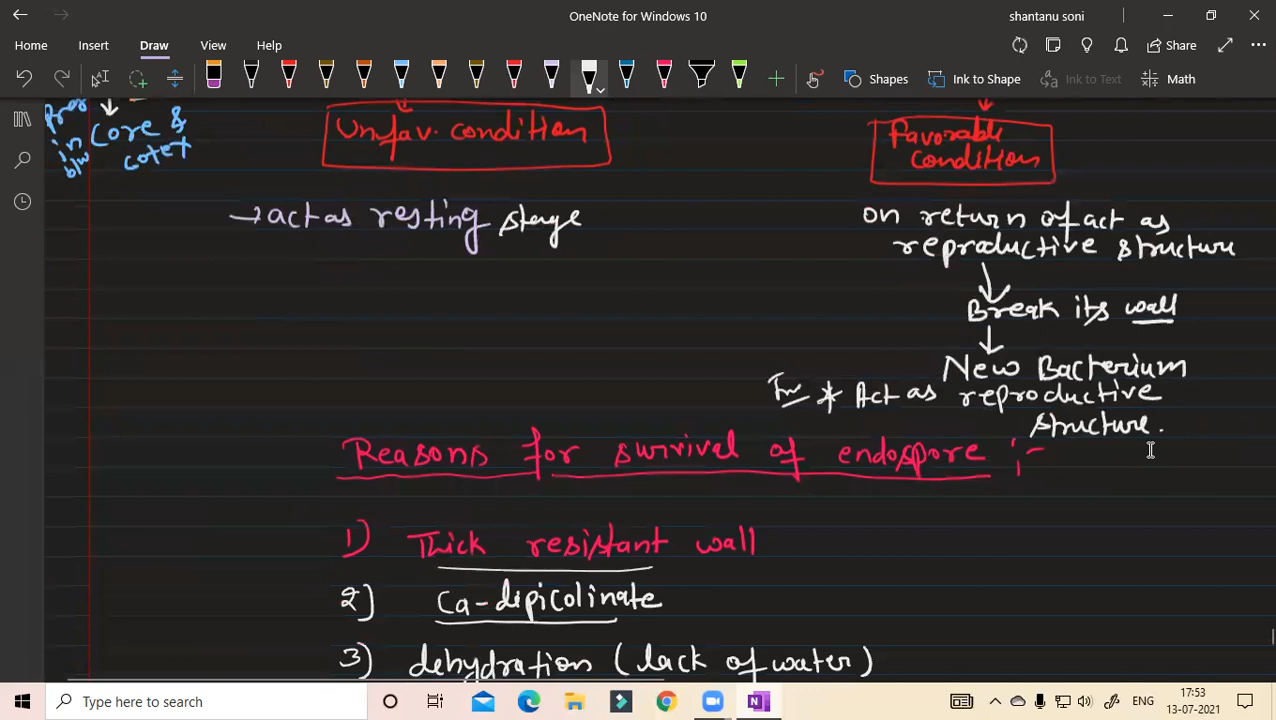 OneNote for Windows 10
shantanu soni
Home Insert Draw View Help
Share
Shapes
Ink to Shape
Ink to Text
Math
in
b/w
Core &
cotex
Unfav. condition
Favorable
condition
→ act as resting stage
on return of act as
reproductive structure
Break its wall
New Bacterium
* Act as reproductive
structure.
Reasons for survival of endospore :-
1) Thick resistant wall
2) Ca-dipicolinate
3) dehydration (lack of water)
Type here to search
ENG
17:53
13-07-2021